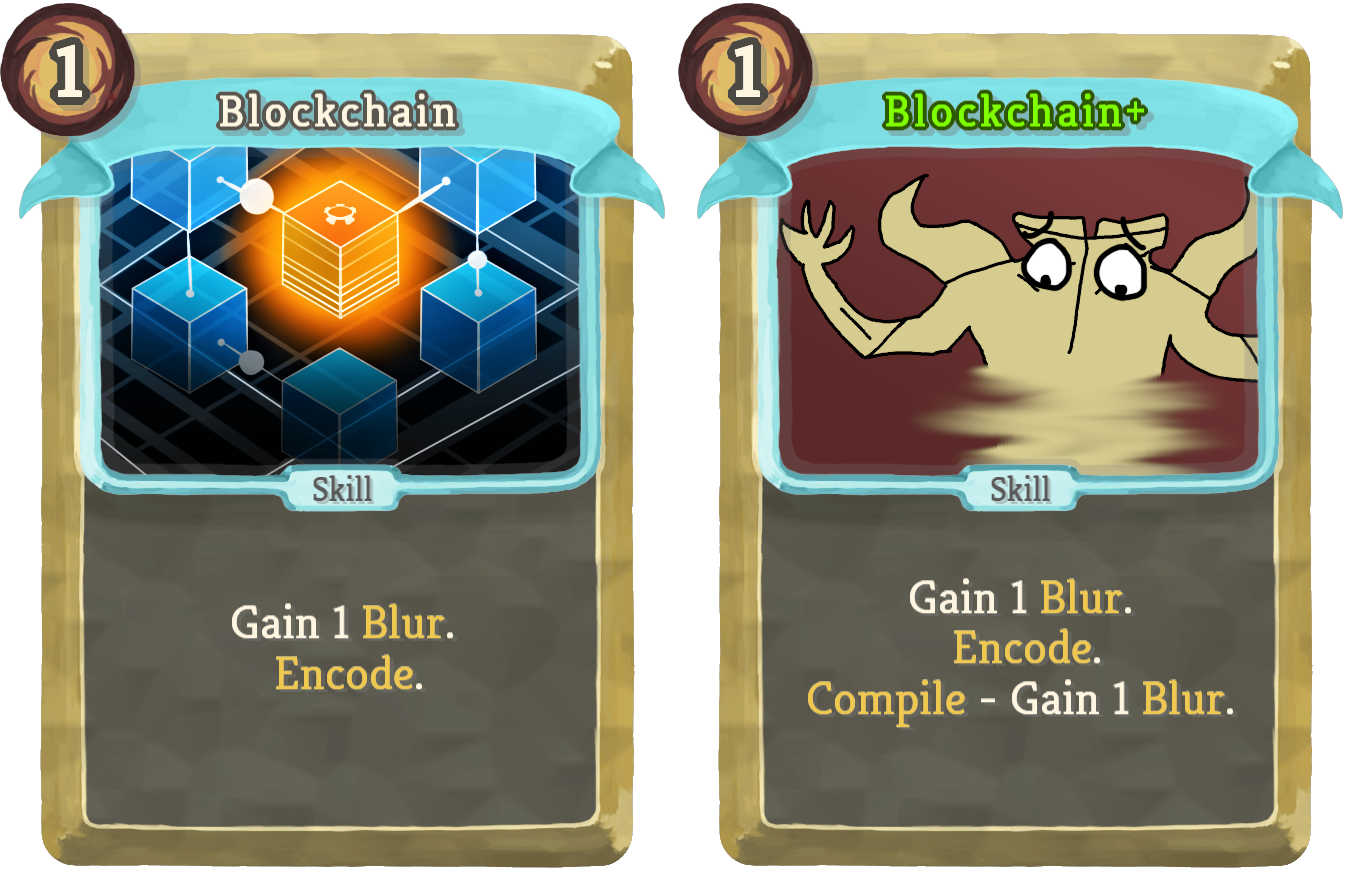 1
Blockchain
Skill
Gain 1 Blur.
Encode.
1
Blockchain+
Skill
Gain 1 Blur.
Encode.
Compile - Gain 1 Blur.